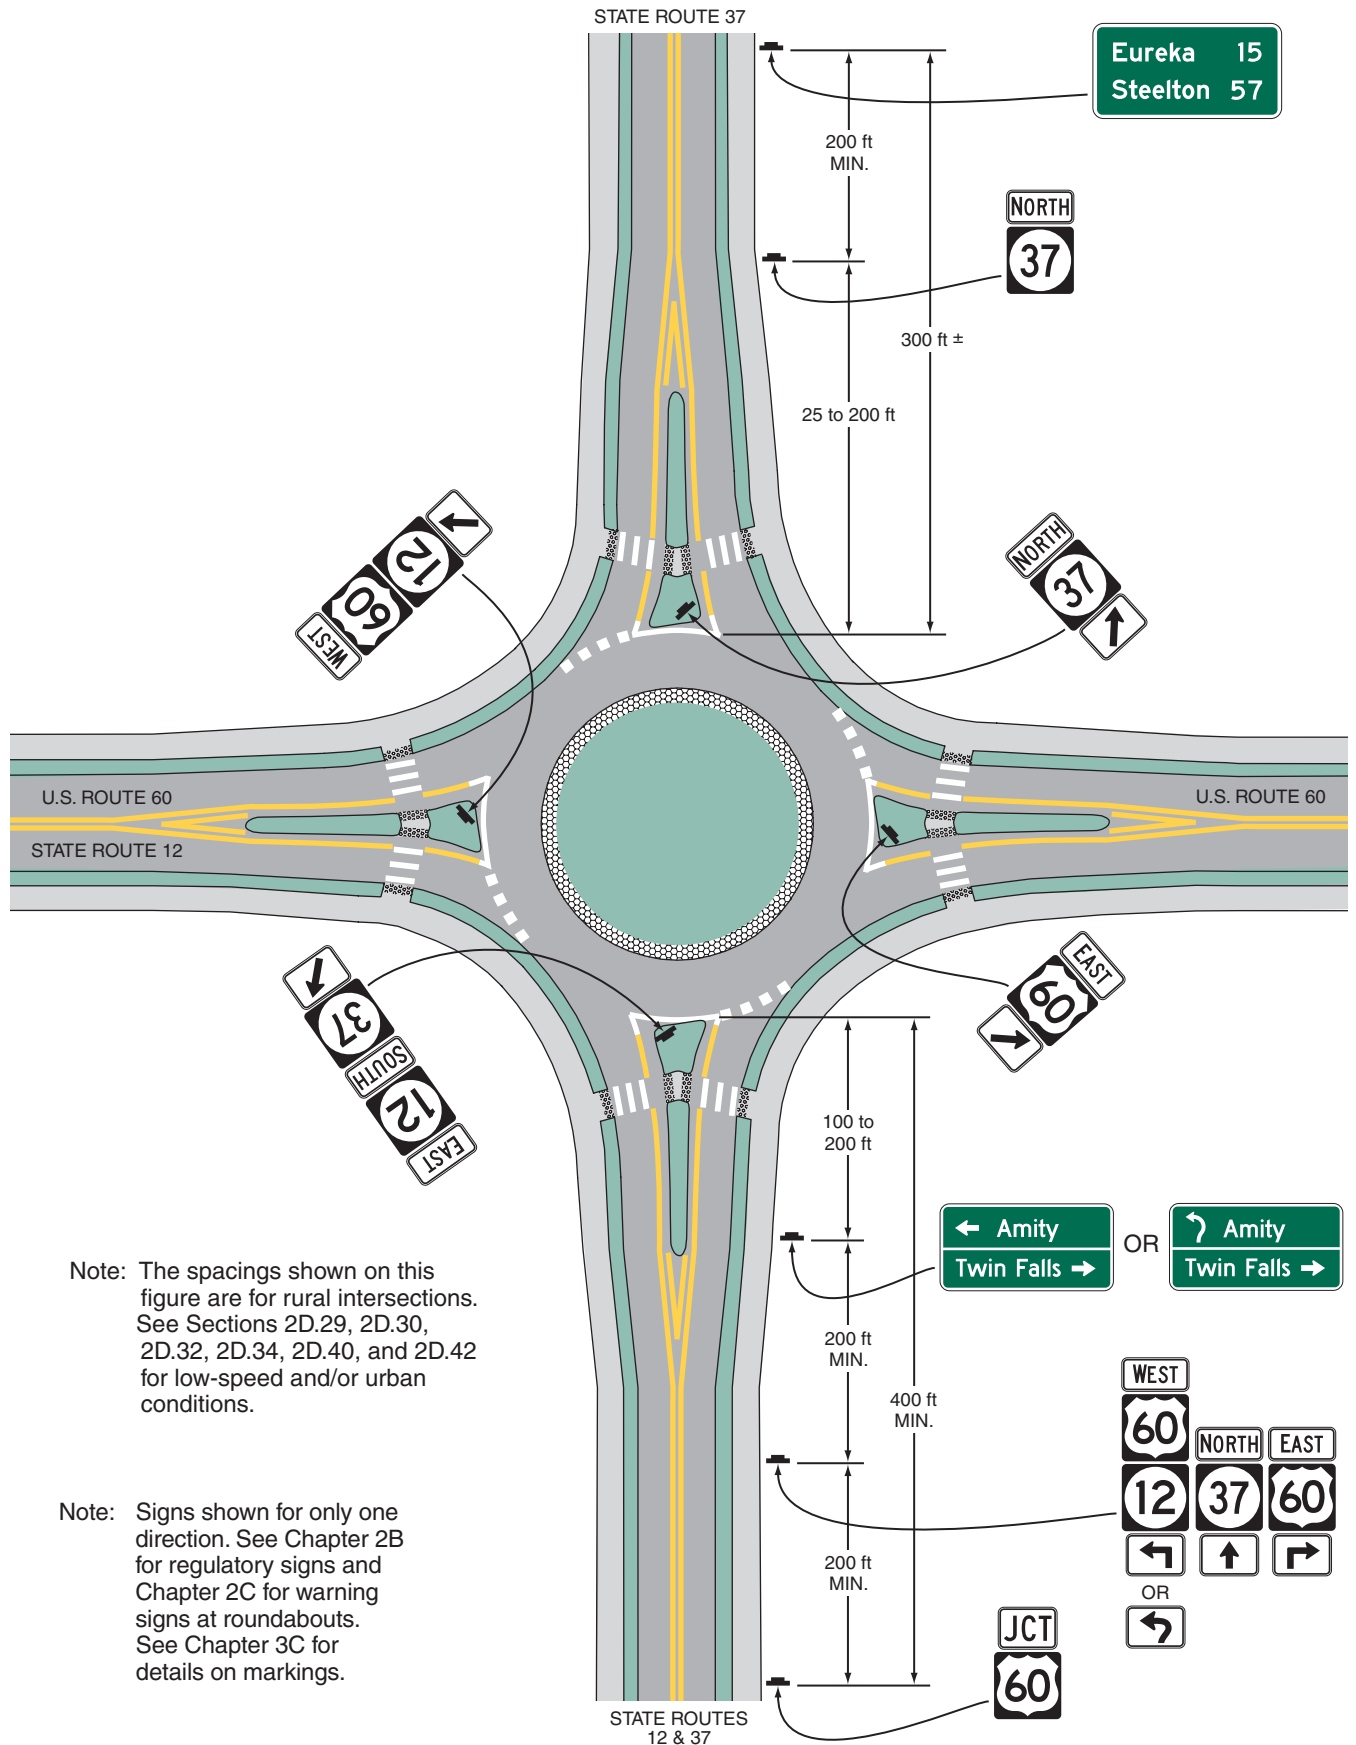 STATE ROUTE 37
Eureka 15
Steelton 57
200 ft
MIN.
NORTH
37
300 ft ±
25 to 200 ft
12
60
WEST
NORTH
37
U.S. ROUTE 60
STATE ROUTE 12
U.S. ROUTE 60
37
SOUTH
12
EAST
EAST
60
100 to
200 ft
Amity
Twin Falls
OR
Amity
Twin Falls
Note: The spacings shown on this
figure are for rural intersections.
See Sections 2D.29, 2D.30,
2D.32, 2D.34, 2D.40, and 2D.42
for low-speed and/or urban
conditions.
200 ft
MIN.
400 ft
MIN.
WEST
60
NORTH EAST
12 37 60
OR
Note: Signs shown for only one
direction. See Chapter 2B
for regulatory signs and
Chapter 2C for warning
signs at roundabouts.
See Chapter 3C for
details on markings.
200 ft
MIN.
JCT
60
STATE ROUTES
12 & 37